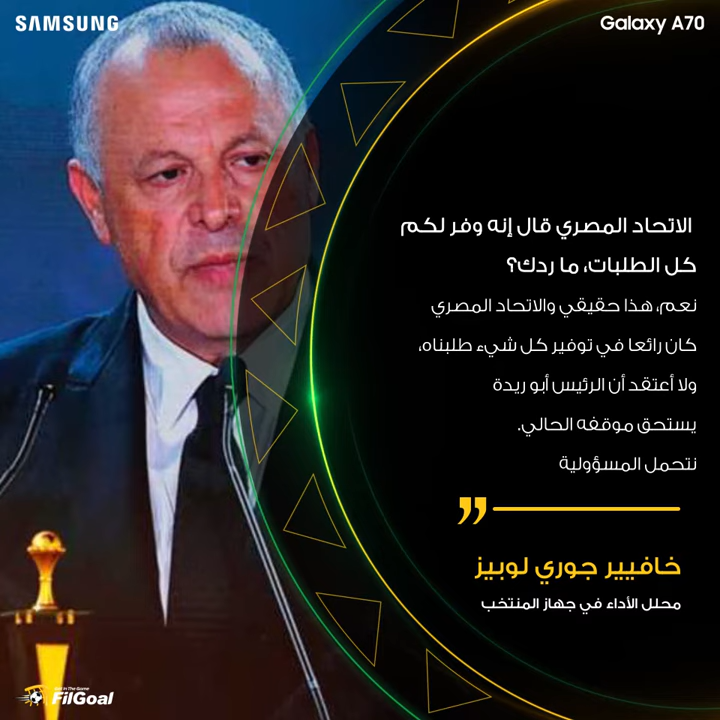 SAMSUNG
Galaxy A70
الاتحاد المصري قال إنه وفر لكم
كل الطلبات، ما ردك؟
نعم، هذا حقيقي والاتحاد المصري
كان رائعا في توفير كل شيء طلبناه،
ولا أعتقد أن الرئيس أبو ريدة
يستحق موقفه الحالي.
نتحمل المسؤولية
خافيير جوري لوبيز
محلل الأداء في جهاز المنتخب
FilGoal